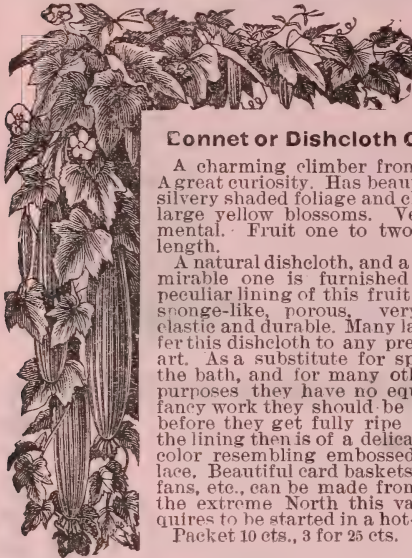 Bonnet or Dishcloth
A charming climber from
A great curiosity. Has beau
silvery shaded foliage and c
large yellow blossoms. Ve
mental. Fruit one to two
length.
A natural dishcloth, and a
mirable one is furnished
peculiar lining of this fruit
sponge-like, porous, ver
elastic and durable. Many la
fer this dishcloth to any pre
art. As a substitute for sp
the bath, and for many oth
purposes they have no equ
fancy work they should be
before they get fully ripe
the lining then is of a delica
color resembling embossed
lace. Beautiful card baskets
fans, etc., can be made from
the extreme North this va
quires to be started in a hot-
Packet 10 cts., 3 for 25 cts.